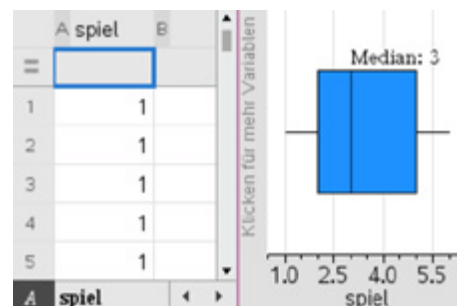 A spiel B
=
1 1
2 1
3 1
4 1
5 1
A spiel
Klicken für mehr Variablen
Median: 3
1.0 2.5 4.0 5.5
spiel